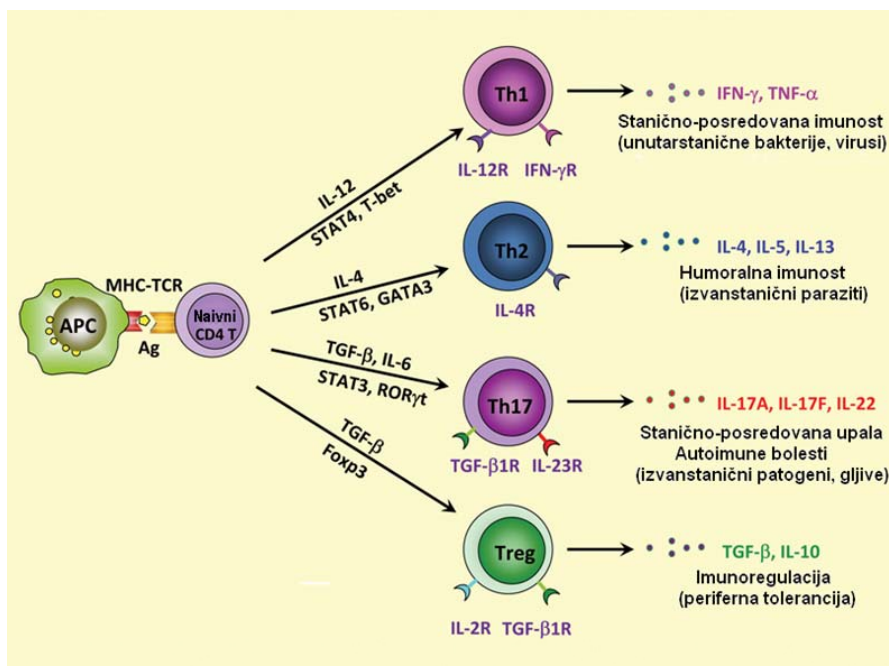 Th1
IFN-γ, TNF-α
Stanično-posredovana imunost
(unutarstanične bakterije, virusi)
IL-12R IFN-γR
IL-12
STAT4, T-bet
Th2
IL-4, IL-5, IL-13
Humoralna imunost
(izvanstanični paraziti)
IL-4R
IL-4
STAT6, GATA3
MHC-TCR
APC
Naivni
CD4 T
Ag
TGF-β, IL-6
STAT3, RORγt
Th17
IL-17A, IL-17F, IL-22
Stanično-posredovana upala
Autoimune bolesti
(izvanstanični patogeni, gljive)
TGF-β1R IL-23R
TGF-β
Foxp3
Treg
TGF-β, IL-10
Imunoregulacija
(periferna tolerancija)
IL-2R TGF-β1R